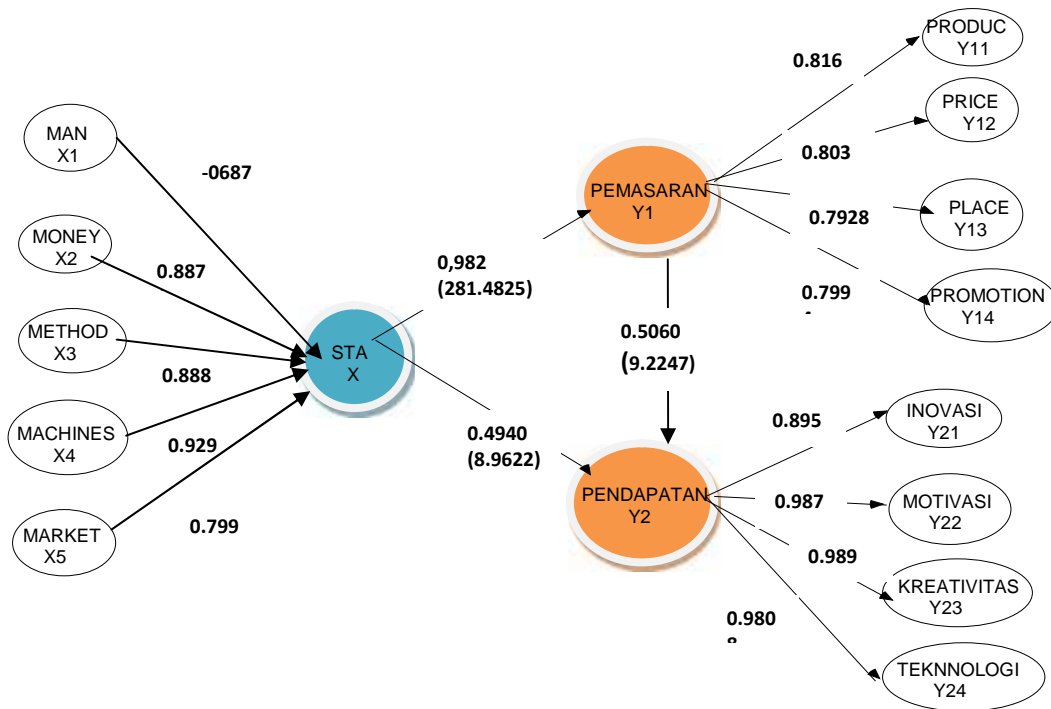 MAN
X1
MONEY
X2
METHOD
X3
MACHINES
X4
MARKET
X5
-0687
0.887
0.888
0.929
0.799
STA
X
0,982
(281.4825)
0.4940
(8.9622)
PEMASARAN
Y1
0.5060
(9.2247)
PENDAPATAN
Y2
0.816
0.803
0.7928
0.799
PRODUC
Y11
PRICE
Y12
PLACE
Y13
PROMOTION
Y14
0.895
0.987
0.989
0.980
INOVASI
Y21
MOTIVASI
Y22
KREATIVITAS
Y23
TEKNNOLOGI
Y24